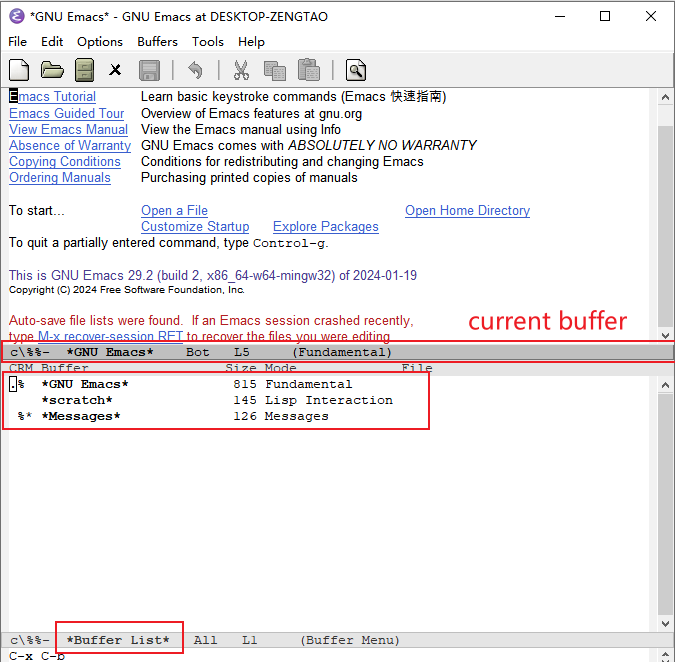 *GNU Emacs* - GNU Emacs at DESKTOP-ZENGTAO
File Edit Options Buffers Tools Help
Emacs Tutorial Learn basic keystroke commands (Emacs 快速指南)
Emacs Guided Tour Overview of Emacs features at gnu.org
View Emacs Manual View the Emacs manual using Info
Absence of Warranty GNU Emacs comes with ABSOLUTELY NO WARRANTY
Copying Conditions Conditions for redistributing and changing Emacs
Ordering Manuals Purchasing printed copies of manuals
To start... Open a File Open Home Directory
Customize Startup Explore Packages
To quit a partially entered command, type Control-g.
This is GNU Emacs 29.2 (build 2, x86_64-w64-mingw32) of 2024-01-19
Copyright (C) 2024 Free Software Foundation, Inc.
Auto-save file lists were found. If an Emacs session crashed recently,
type M-x recover-session RET to recover the files you were editing.
current buffer
c\%%- *GNU Emacs* Bot L5 (Fundamental)
CRM Buffer Size Mode File
.% *GNU Emacs* 815 Fundamental
*scratch* 145 Lisp Interaction
%* *Messages* 126 Messages
c\%%- *Buffer List* All L1 (Buffer Menu)
C-x C-b